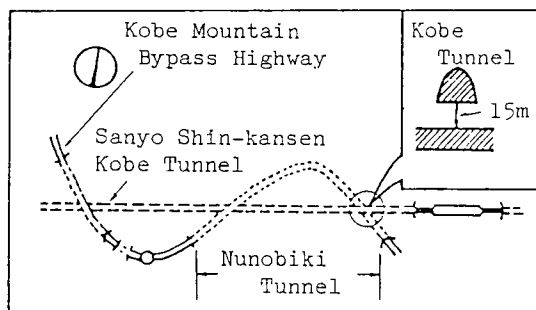 Kobe Mountain
Bypass Highway
Sanyo Shin-kansen
Kobe Tunnel
Nunobiki
Tunnel
Kobe
Tunnel
15m